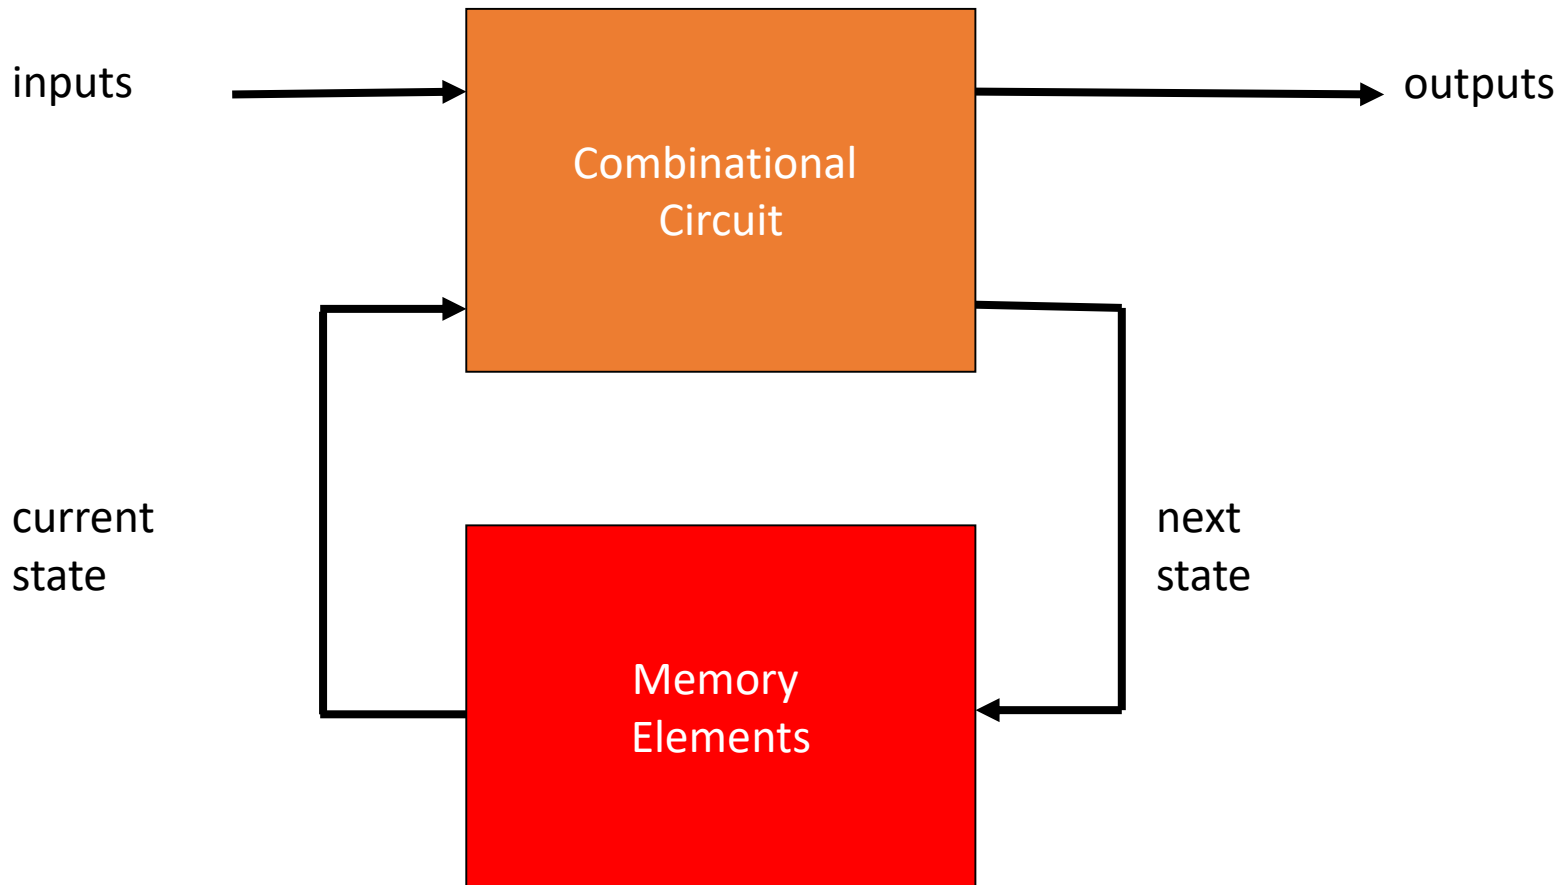 inputs
outputs
Combinational
Circuit
current
state
next
state
Memory
Elements